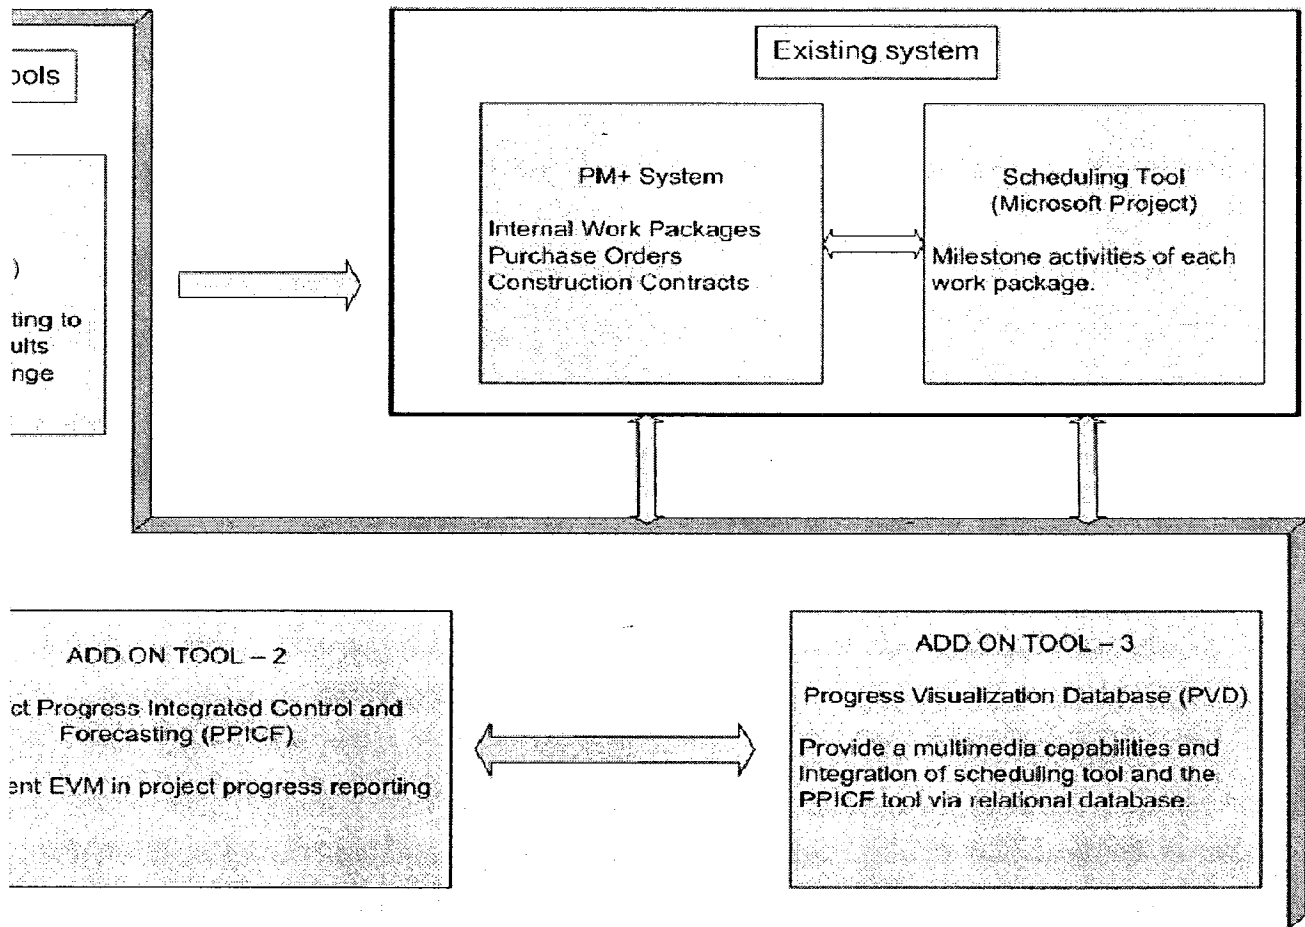 ools
)
ting to
ults
nge
Existing system
PM+ System
Internal Work Packages
Purchase Orders
Construction Contracts
Scheduling Tool
(Microsoft Project)
Milestone activities of each
work package.
ADD ON TOOL – 2
ct Progress Integrated Control and
Forecasting (PPICF)
ent EVM in project progress reporting
ADD ON TOOL – 3
Progress Visualization Database (PVD)
Provide a multimedia capabilities and
Integration of scheduling tool and the
PPICF tool via relational database.